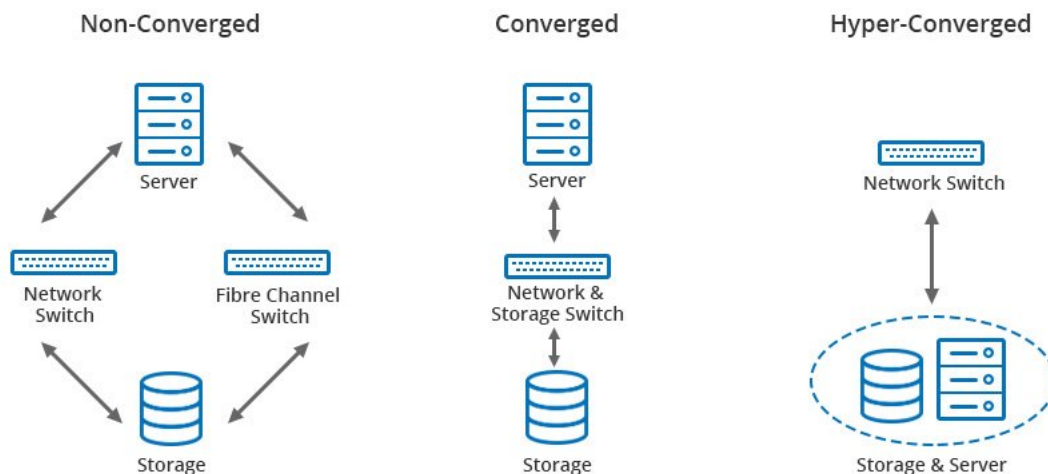 Non-Converged
Converged
Hyper-Converged
Server
Network
Switch
Fibre Channel
Switch
Storage
Server
Network &
Storage Switch
Storage
Network Switch
Storage & Server